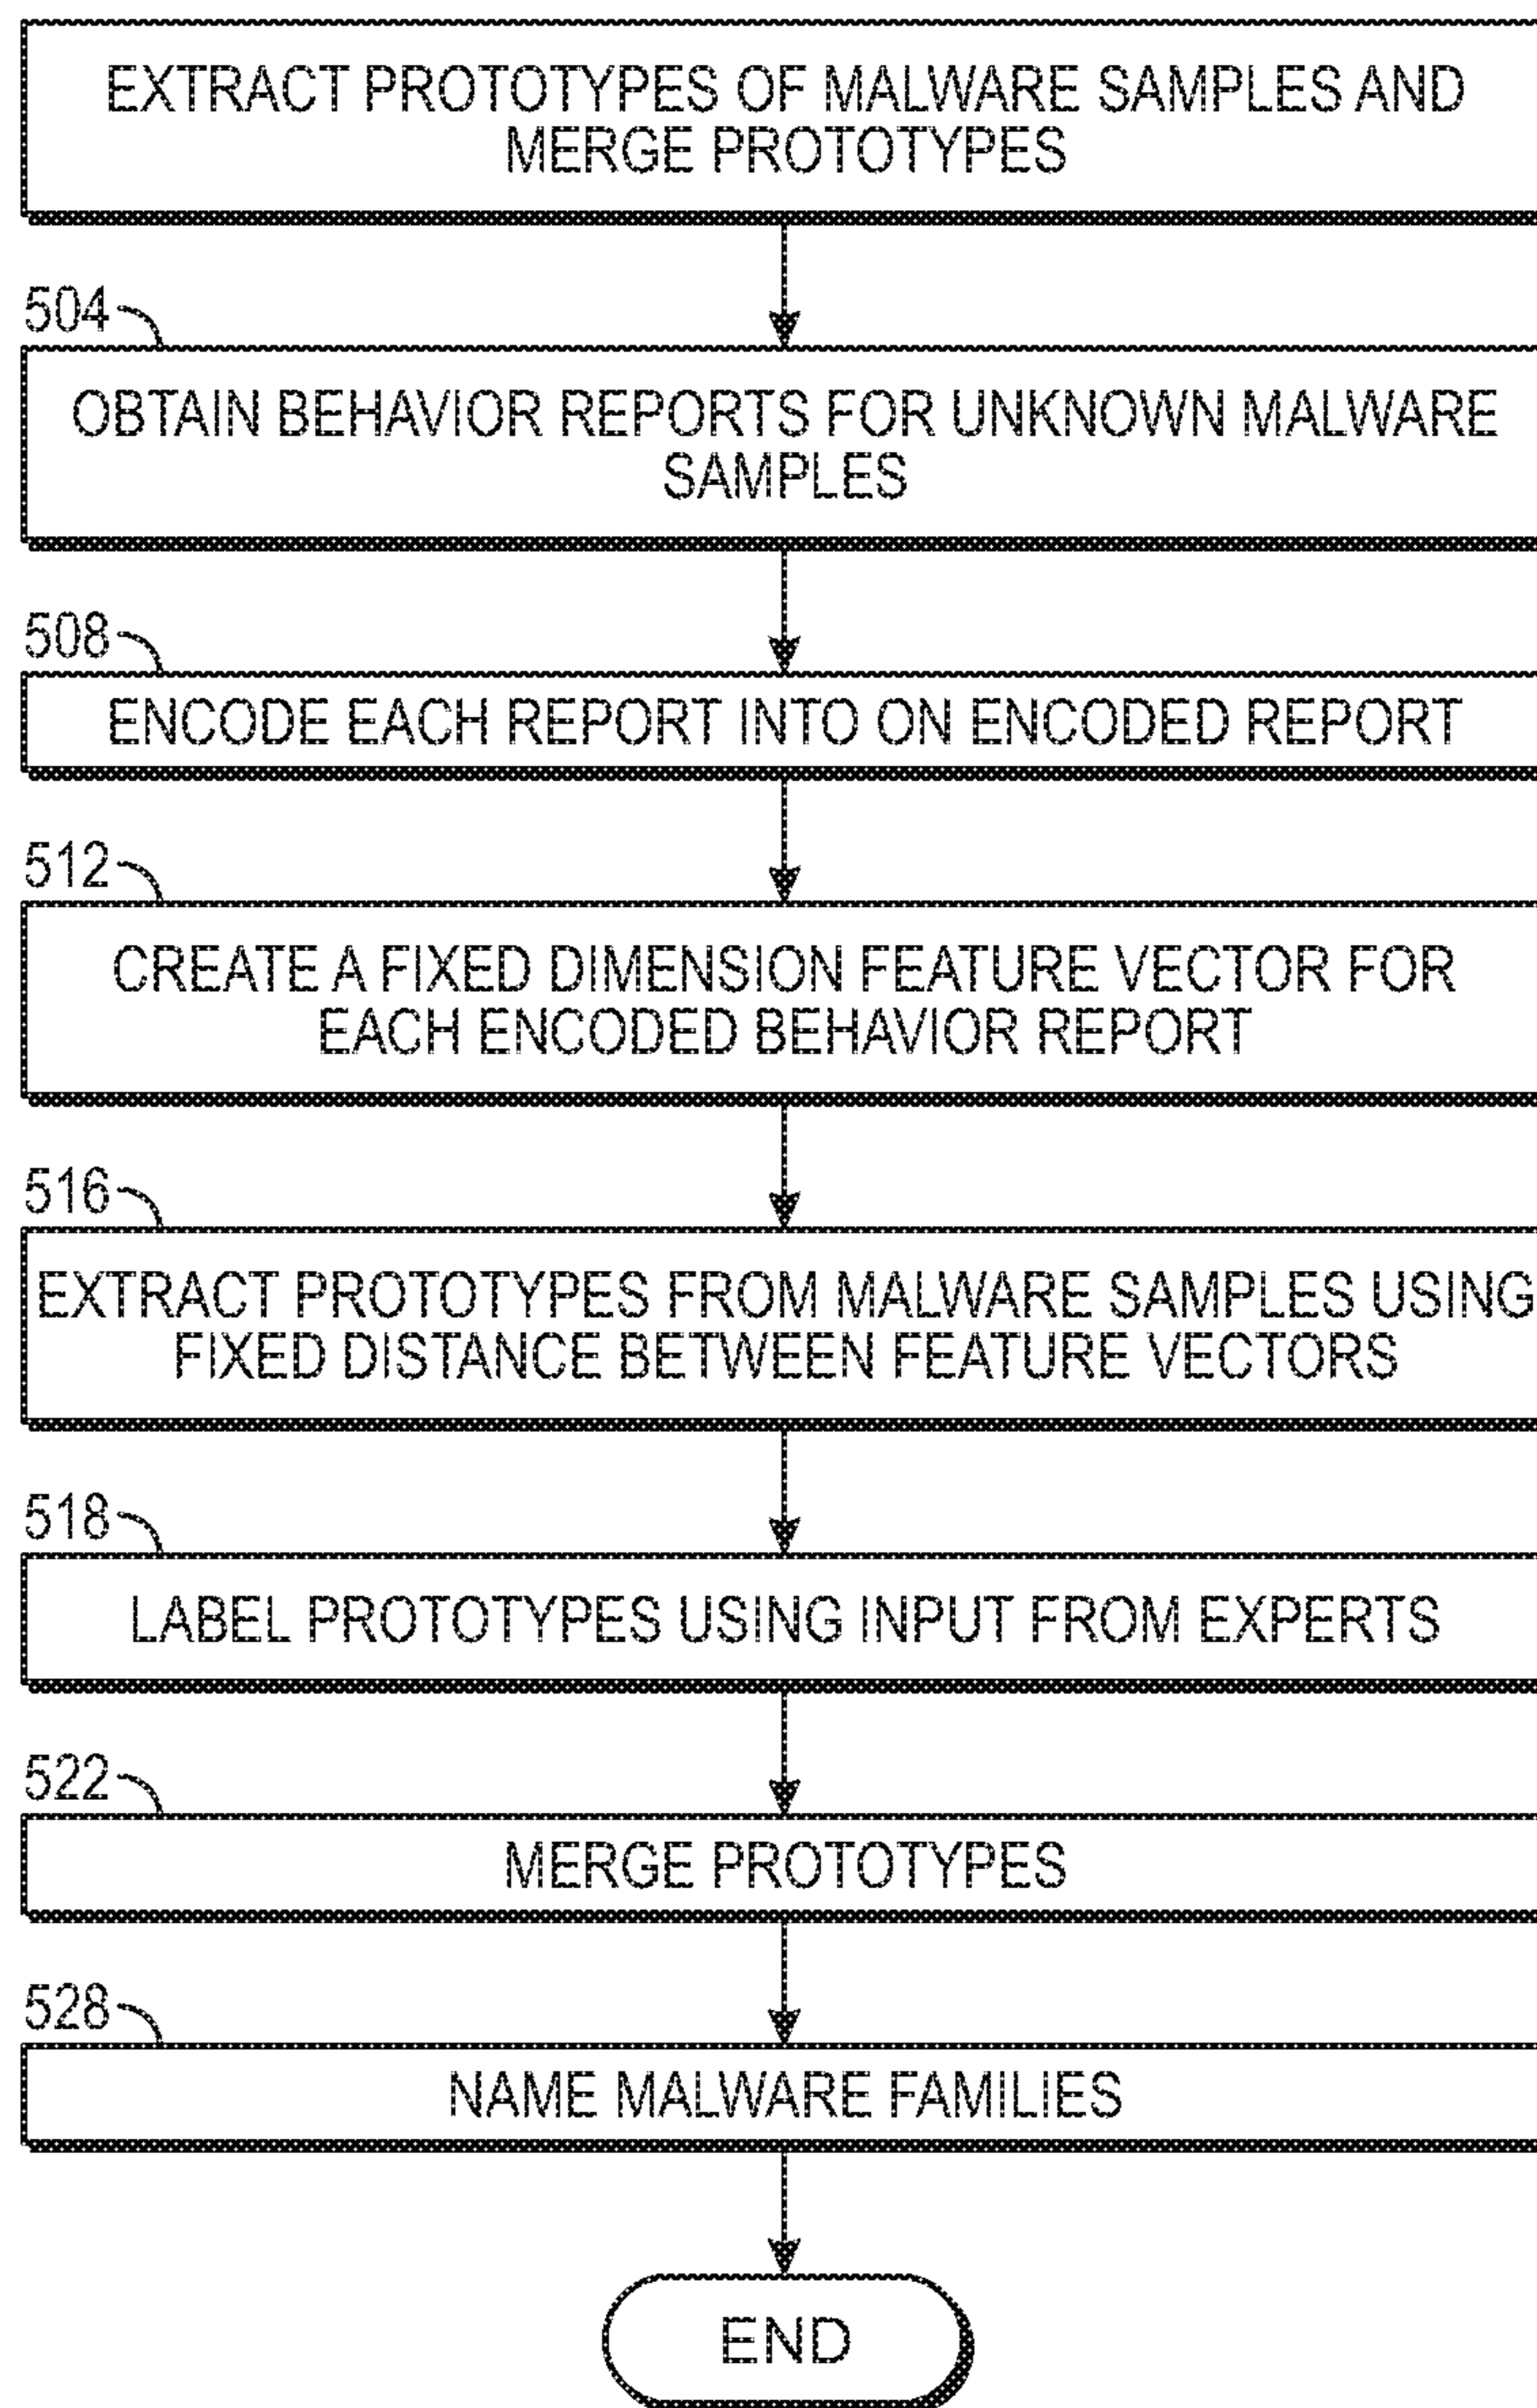 EXTRACT PROTOTYPES OF MALWARE SAMPLES AND
MERGE PROTOTYPES
504
OBTAIN BEHAVIOR REPORTS FOR UNKNOWN MALWARE
SAMPLES
508
ENCODE EACH REPORT INTO ON ENCODED REPORT
512
CREATE A FIXED DIMENSION FEATURE VECTOR FOR
EACH ENCODED BEHAVIOR REPORT
516
EXTRACT PROTOTYPES FROM MALWARE SAMPLES USING
FIXED DISTANCE BETWEEN FEATURE VECTORS
518
LABEL PROTOTYPES USING INPUT FROM EXPERTS
522
MERGE PROTOTYPES
528
NAME MALWARE FAMILIES
END